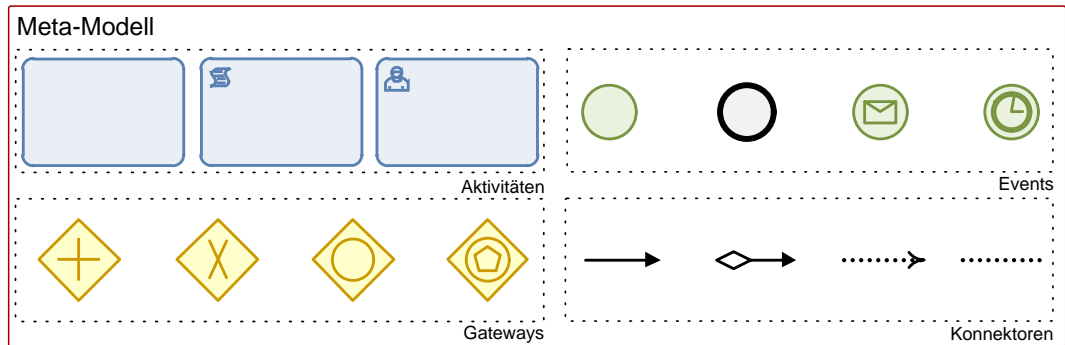 Meta-Modell
Aktivitäten
Events
Gateways
Konnektoren